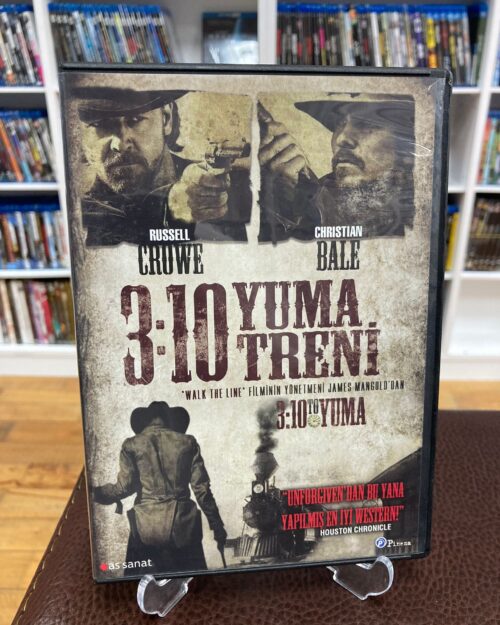 RUSSELL
CROWE
CHRISTIAN
BALE
3:10 YUMA
TRENİ
"WALK THE LINE" FİLMİNİN YÖNETMENİ JAMES MANGOLD'DAN
3:10 TO YUMA
"UNFORGIVEN'DAN BU YANA
YAPILMIŞ EN İYİ WESTERN!"
HOUSTON CHRONICLE
as sanat
Pinema